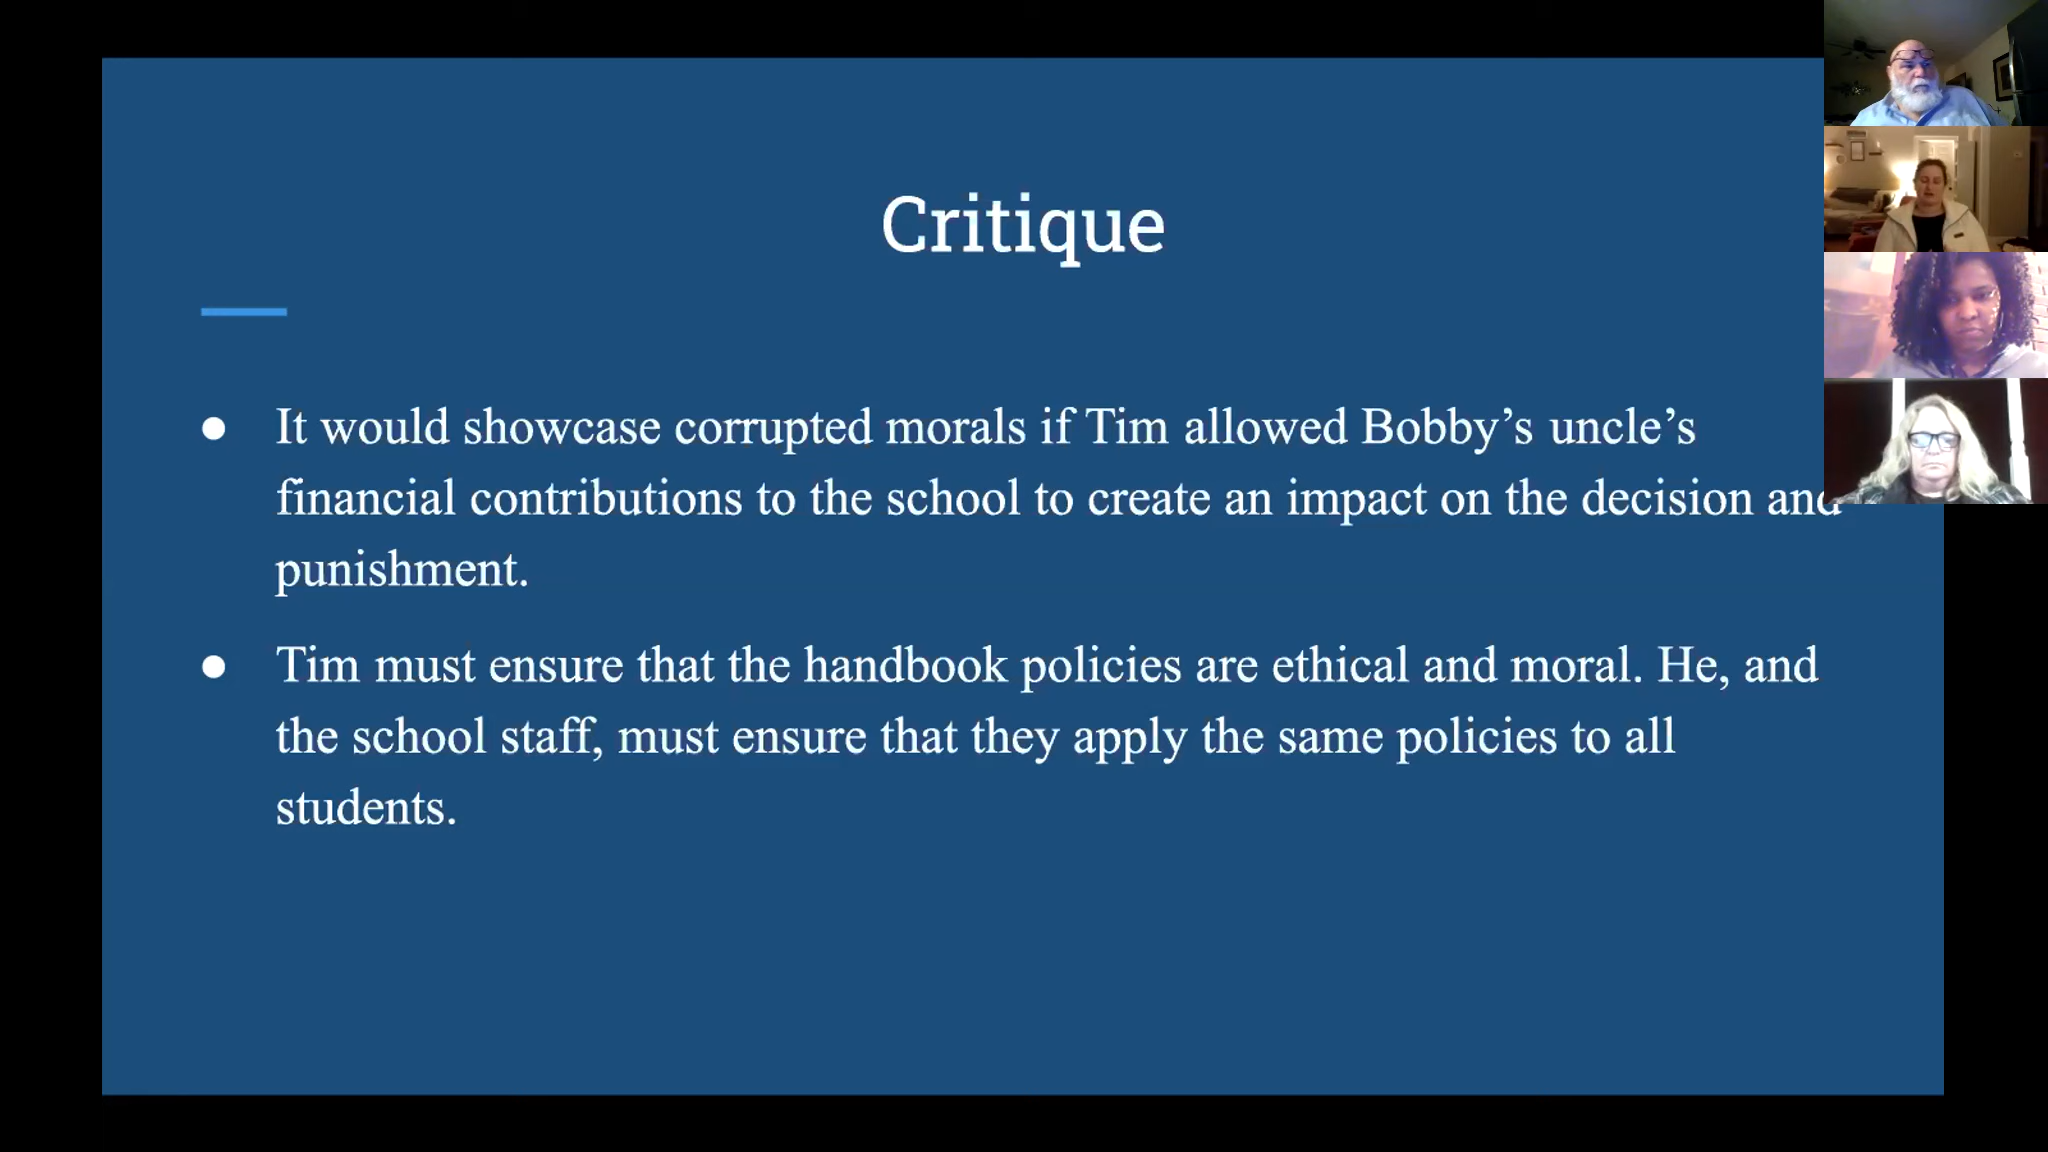 Critique
● It would showcase corrupted morals if Tim allowed Bobby’s uncle’s
financial contributions to the school to create an impact on the decision and
punishment.
● Tim must ensure that the handbook policies are ethical and moral. He, and
the school staff, must ensure that they apply the same policies to all
students.